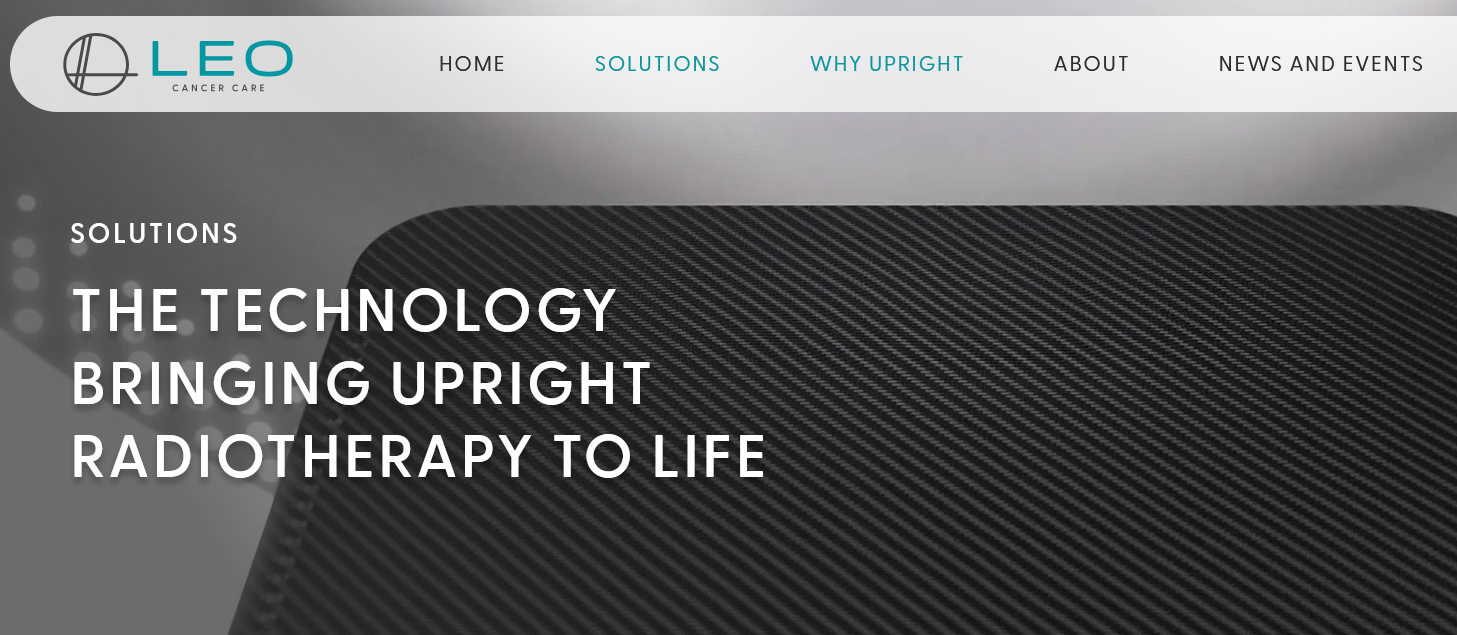 LEO
CANCER CARE
HOME
SOLUTIONS
WHY UPRIGHT
ABOUT
NEWS AND EVENTS
SOLUTIONS
THE TECHNOLOGY
BRINGING UPRIGHT
RADIOTHERAPY TO LIFE